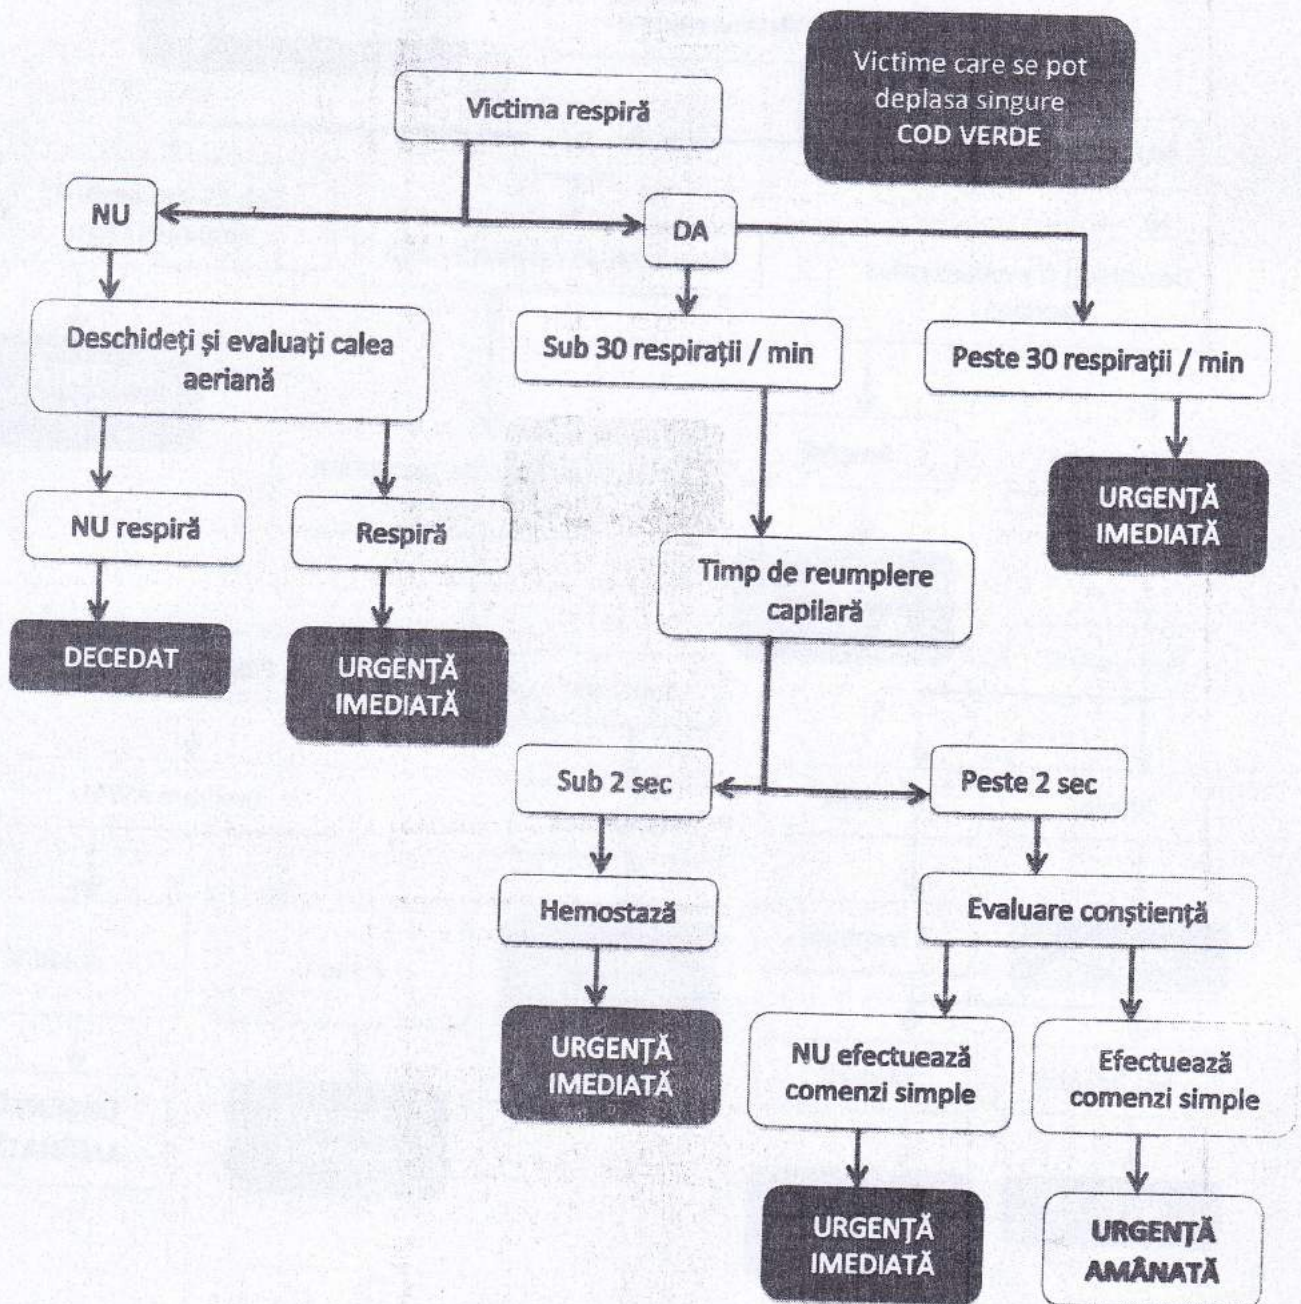 Victime care se pot
deplasa singure
COD VERDE
Victima respiră
NU
DA
Deschideți și evaluați calea
aeriană
Sub 30 respirații / min
Peste 30 respirații / min
NU respiră
Respiră
URGENȚĂ
IMEDIATĂ
Timp de reumplere
capilară
DECEDAT
URGENȚĂ
IMEDIATĂ
Sub 2 sec
Peste 2 sec
Hemostază
Evaluare conștiență
URGENȚĂ
IMEDIATĂ
NU efectuează
comenzi simple
Efectuează
comenzi simple
URGENȚĂ
IMEDIATĂ
URGENȚĂ
AMÂNATĂ